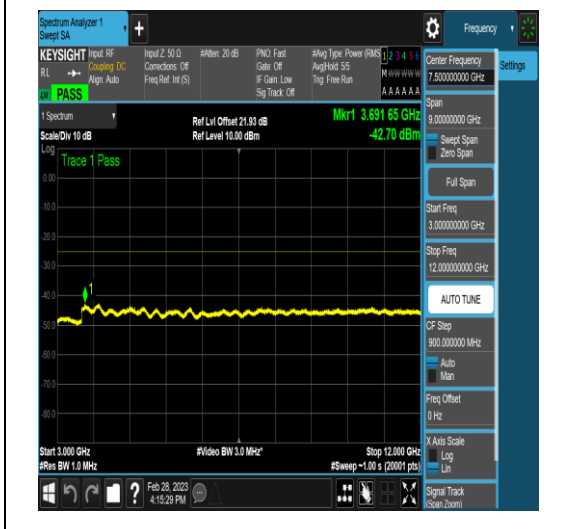 Spectrum Analyzer 1
Swept SA
+
Frequency
KEYSIGHT
Input: RF
Coupling: DC
Align: Auto
Input Z: 50 Ω
Corrections: Off
Freq Ref: Int (S)
#Atten: 20 dB
PNO: Fast
Gate: Off
IF Gain: Low
Sig Track: Off
#Avg Type: Power (RMS
Avg|Hold: 5/5
Trig: Free Run
1 2 3 4 5 6
M W W W W W
A A A A A A
RL
PASS
1 Spectrum
Scale/Div 10 dB
Ref Lvl Offset 21.93 dB
Ref Level 10.00 dBm
Mkr1 3.691 65 GHz
-42.70 dBm
Log
Trace 1 Pass
0.00
-10.0
-20.0
-30.0
-40.0
1
-50.0
-60.0
-70.0
-80.0
Start 3.000 GHz
#Res BW 1.0 MHz
#Video BW 3.0 MHz*
Stop 12.000 GHz
#Sweep ~1.00 s (20001 pts)
?
Feb 28, 2023
4:15:29 PM
Center Frequency
7.500000000 GHz
Settings
Span
9.00000000 GHz
Swept Span
Zero Span
Full Span
Start Freq
3.000000000 GHz
Stop Freq
12.000000000 GHz
AUTO TUNE
CF Step
900.000000 MHz
Auto
Man
Freq Offset
0 Hz
X Axis Scale
Log
Lin
Signal Track
(Span Zoom)